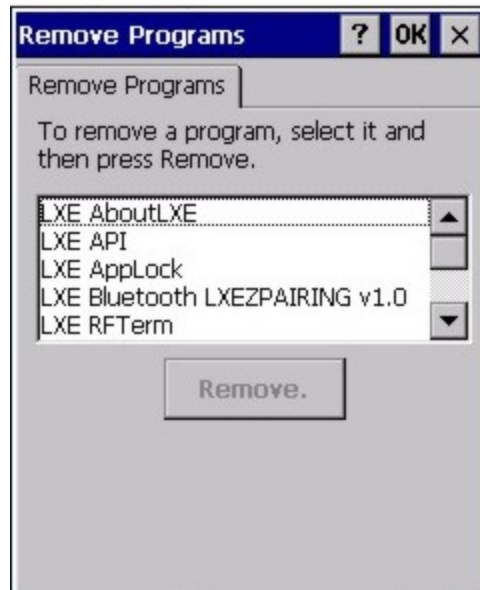 Remove Programs ? OK ×
Remove Programs
To remove a program, select it and
then press Remove.
LXE AboutLXE
LXE API
LXE AppLock
LXE Bluetooth LXEZPAIRING v1.0
LXE RFTerm
Remove.